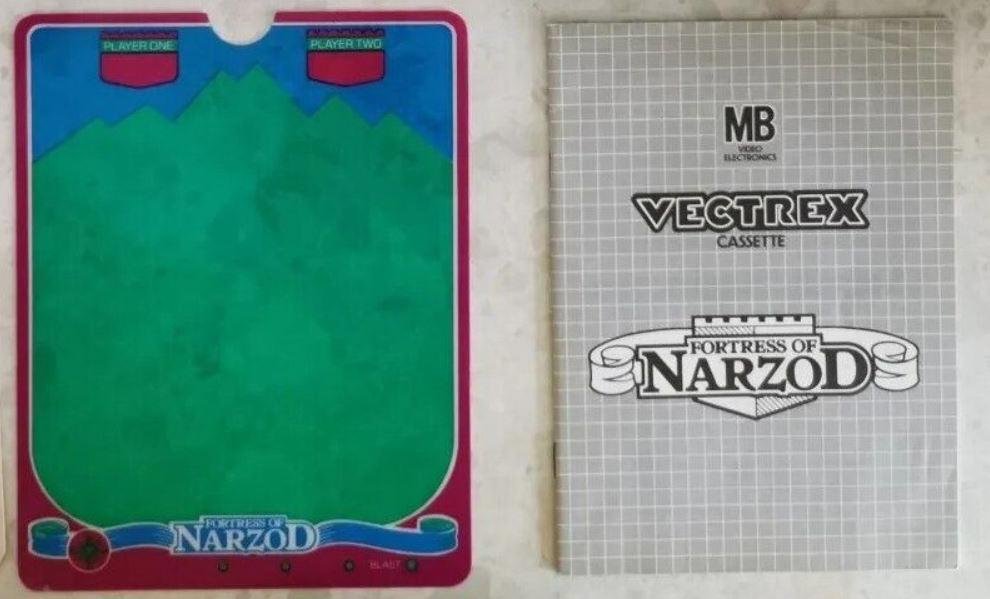 PLAYER ONE
PLAYER TWO
FORTRESS OF
NARZOD
BLAST
MB
VIDEO
ELECTRONICS
VECTREX
CASSETTE
FORTRESS OF
NARZOD